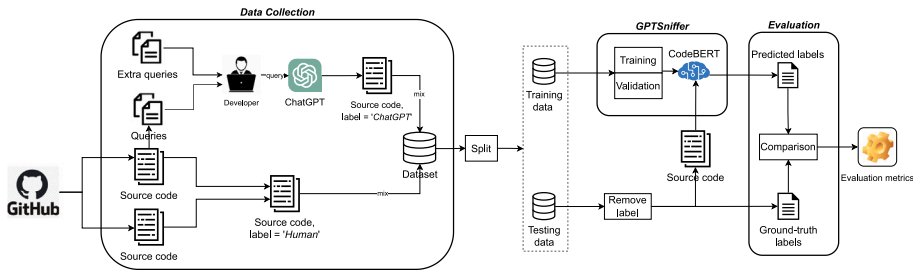 Data Collection
GPTSniffer
Evaluation
Extra queries
Developer
query
ChatGPT
Source code,
label = 'ChatGPT'
mix
Queries
Source code
Dataset
GitHub
Source code
Source code,
label = 'Human'
mix
Split
Training
data
Testing
data
Training
Validation
CodeBERT
Source code
Remove
label
Predicted labels
Comparison
Ground-truth
labels
Evaluation metrics